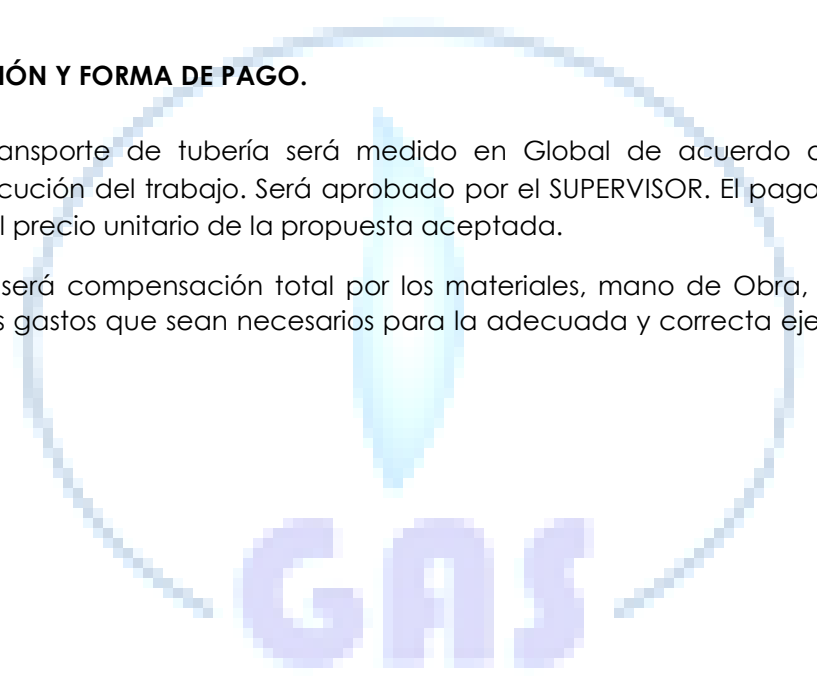 IÓN Y FORMA DE PAGO.
ansporte de tubería será medido en Global de acuerdo a
cución del trabajo. Será aprobado por el SUPERVISOR. El pago
l precio unitario de la propuesta aceptada.
será compensación total por los materiales, mano de Obra,
s gastos que sean necesarios para la adecuada y correcta eje
GAS